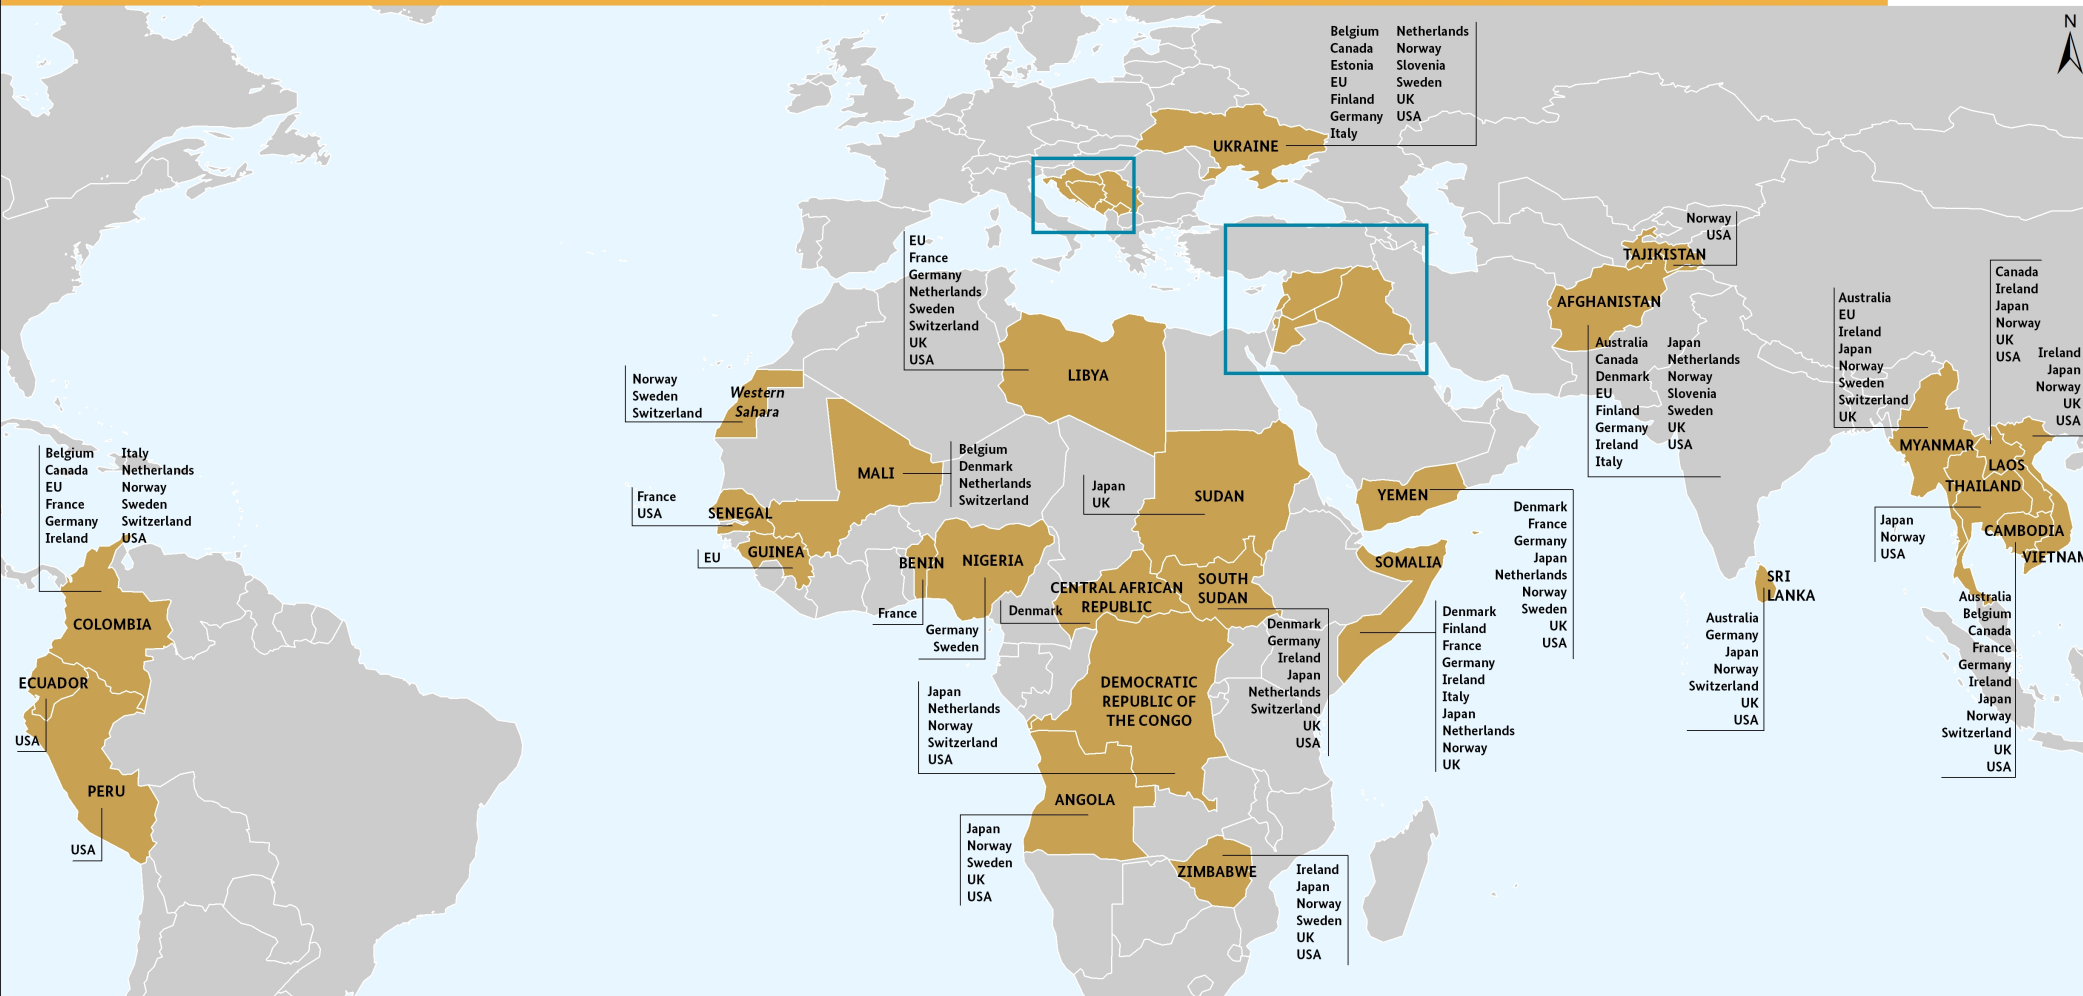 N
Belgium
Canada
Estonia
EU
Finland
Germany
Italy
Netherlands
Norway
Slovenia
Sweden
UK
USA
UKRAINE
Norway
USA
TAJIKISTAN
AFGHANISTAN
Australia
Canada
Denmark
EU
Finland
Germany
Ireland
Italy
Japan
Netherlands
Norway
Slovenia
Sweden
UK
USA
EU
France
Germany
Netherlands
Sweden
Switzerland
UK
USA
LIBYA
Norway
Sweden
Switzerland
Western
Sahara
Belgium
Denmark
Netherlands
Switzerland
MALI
France
USA
SENEGAL
EU
GUINEA
BENIN
France
NIGERIA
Germany
Sweden
Japan
UK
SUDAN
CENTRAL AFRICAN
REPUBLIC
Denmark
SOUTH
SUDAN
Denmark
Germany
Ireland
Japan
Netherlands
Switzerland
UK
USA
YEMEN
Denmark
France
Germany
Japan
Netherlands
Norway
Sweden
UK
USA
SOMALIA
Denmark
Finland
France
Germany
Ireland
Italy
Japan
Netherlands
Norway
UK
DEMOCRATIC
REPUBLIC OF
THE CONGO
Japan
Netherlands
Norway
Switzerland
USA
ANGOLA
Japan
Norway
Sweden
UK
USA
ZIMBABWE
Ireland
Japan
Norway
Sweden
UK
USA
Belgium
Canada
EU
France
Germany
Ireland
Italy
Netherlands
Norway
Sweden
Switzerland
USA
COLOMBIA
ECUADOR
USA
PERU
USA
Australia
EU
Ireland
Japan
Norway
Sweden
Switzerland
UK
MYANMAR
Canada
Ireland
Japan
Norway
UK
USA
LAOS
Ireland
Japan
Norway
UK
USA
VIETNAM
THAILAND
Japan
Norway
USA
CAMBODIA
Australia
Belgium
Canada
France
Germany
Ireland
Japan
Norway
Switzerland
UK
USA
SRI
LANKA
Australia
Germany
Japan
Norway
Switzerland
UK
USA